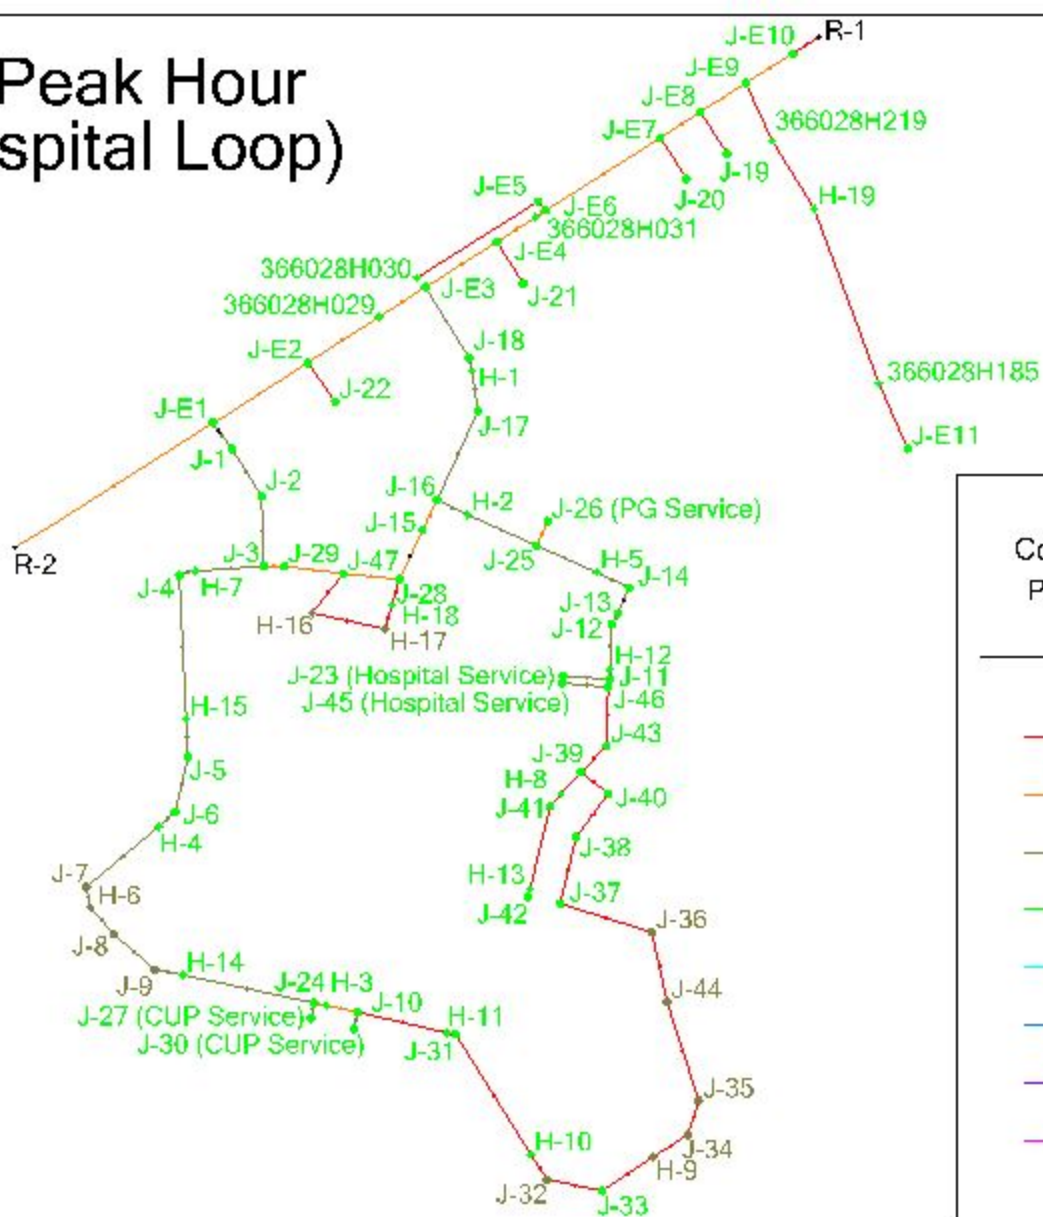 Peak Hour
spital Loop)
J-E10
R-1
J-E9
J-E8
366028H219
J-E7
J-19
J-20
H-19
J-E5
J-E6
366028H031
J-E4
366028H030
J-E3
J-21
366028H029
J-18
J-E2
H-1
366028H185
J-22
J-E1
J-17
J-E11
J-1
J-2
J-16
H-2
J-26 (PG Service)
J-15
J-25
R-2
J-3
J-29
J-47
H-5
J-14
J-4
H-7
J-28
J-13
H-18
J-12
H-16
H-17
H-12
J-23 (Hospital Service)
J-11
J-45 (Hospital Service)
J-46
H-15
J-43
J-5
J-39
H-8
J-40
J-41
J-6
H-4
J-38
J-7
H-6
H-13
J-37
J-42
J-36
J-8
J-9
H-14
J-24
H-3
J-10
J-44
J-27 (CUP Service)
H-11
J-30 (CUP Service)
J-31
J-35
H-10
J-34
H-9
J-32
J-33
Co
P